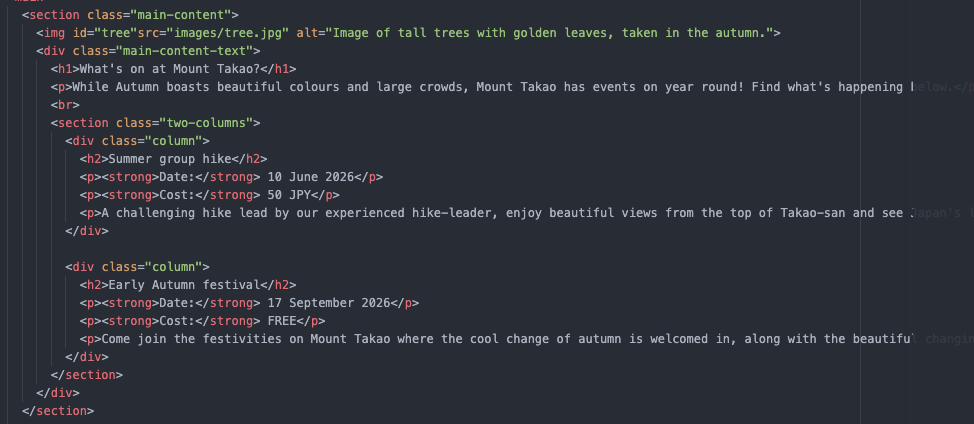 <section class="main-content">
<img id="tree"src="images/tree.jpg" alt="Image of tall trees with golden leaves, taken in the autumn.">
<div class="main-content-text">
<h1>What's on at Mount Takao?</h1>
<p>While Autumn boasts beautiful colours and large crowds, Mount Takao has events on year round! Find what's happening below.</p
<br>
<section class="two-columns">
<div class="column">
<h2>Summer group hike</h2>
<p><strong>Date:</strong> 10 June 2026</p>
<p><strong>Cost:</strong> 50 JPY</p>
<p>A challenging hike lead by our experienced hike-leader, enjoy beautiful views from the top of Takao-san and see Japan's
</div>
<div class="column">
<h2>Early Autumn festival</h2>
<p><strong>Date:</strong> 17 September 2026</p>
<p><strong>Cost:</strong> FREE</p>
<p>Come join the festivities on Mount Takao where the cool change of autumn is welcomed in, along with the beautiful
</div>
</section>
</div>
</section>